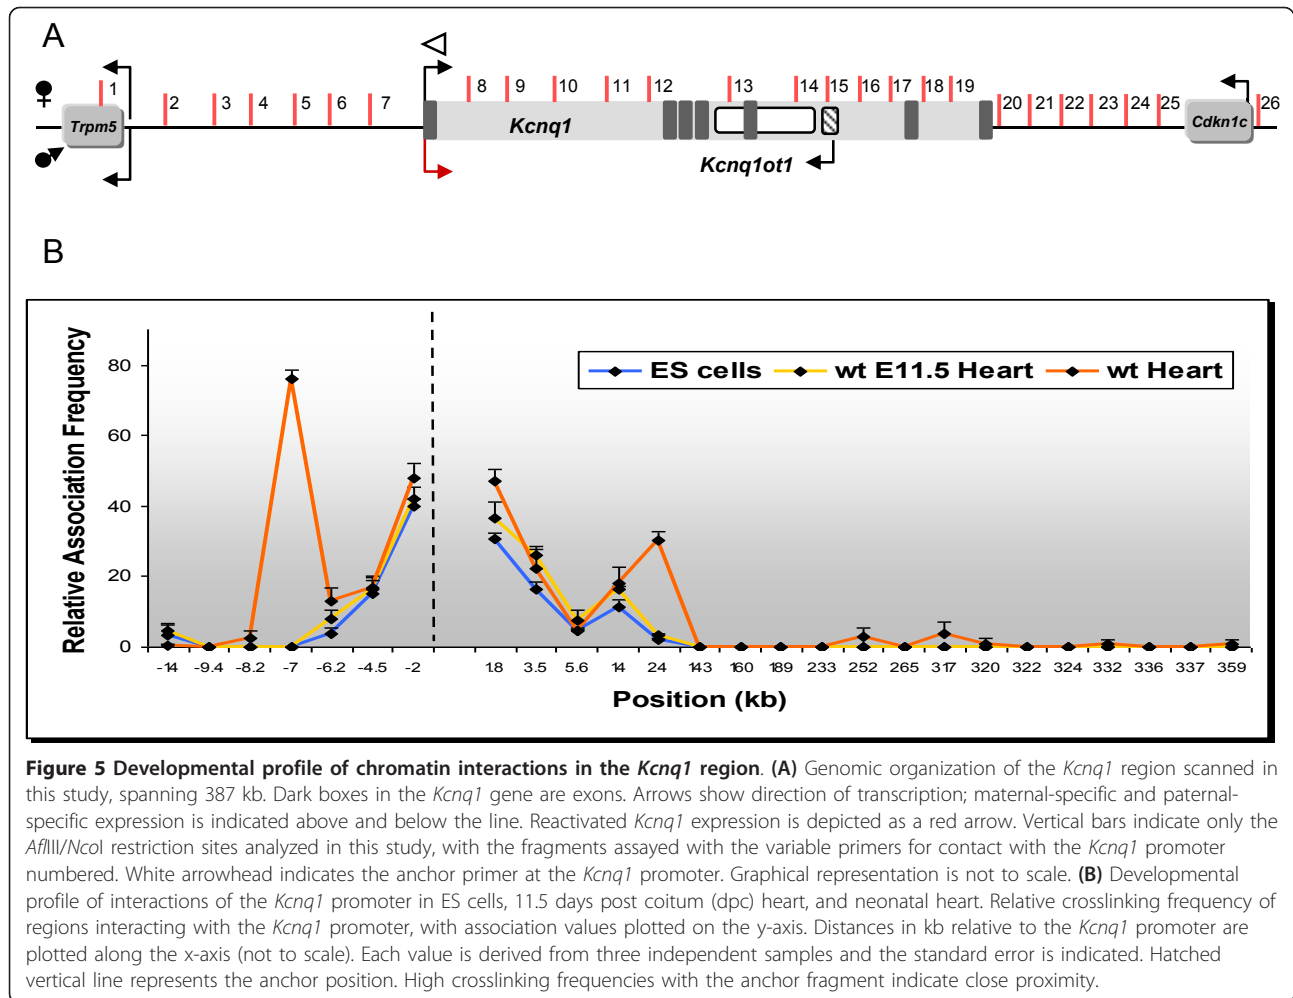 A
1 2 3 4 5 6 7 8 9 10 11 12 13 14 15 16 17 18 19 20 21 22 23 24 25 26
Trpm5 Kcnq1 Cdkn1c
Kcnq1ot1
B
Relative Association Frequency
80
60
40
20
0
ES cells wt E11.5 Heart wt Heart
-14 -9.4 -8.2 -7 -6.2 -4.5 -2 1.8 3.5 5.6 14 24 143 160 189 233 252 265 317 320 322 324 332 336 337 359
Position (kb)
Figure 5 Developmental profile of chromatin interactions in the Kcnq1 region. (A) Genomic organization of the Kcnq1 region scanned in
this study, spanning 387 kb. Dark boxes in the Kcnq1 gene are exons. Arrows show direction of transcription; maternal-specific and paternal-
specific expression is indicated above and below the line. Reactivated Kcnq1 expression is depicted as a red arrow. Vertical bars indicate only the
AflIII/NcoI restriction sites analyzed in this study, with the fragments assayed with the variable primers for contact with the Kcnq1 promoter
numbered. White arrowhead indicates the anchor primer at the Kcnq1 promoter. Graphical representation is not to scale. (B) Developmental
profile of interactions of the Kcnq1 promoter in ES cells, 11.5 days post coitum (dpc) heart, and neonatal heart. Relative crosslinking frequency of
regions interacting with the Kcnq1 promoter, with association values plotted on the y-axis. Distances in kb relative to the Kcnq1 promoter are
plotted along the x-axis (not to scale). Each value is derived from three independent samples and the standard error is indicated. Hatched
vertical line represents the anchor position. High crosslinking frequencies with the anchor fragment indicate close proximity.